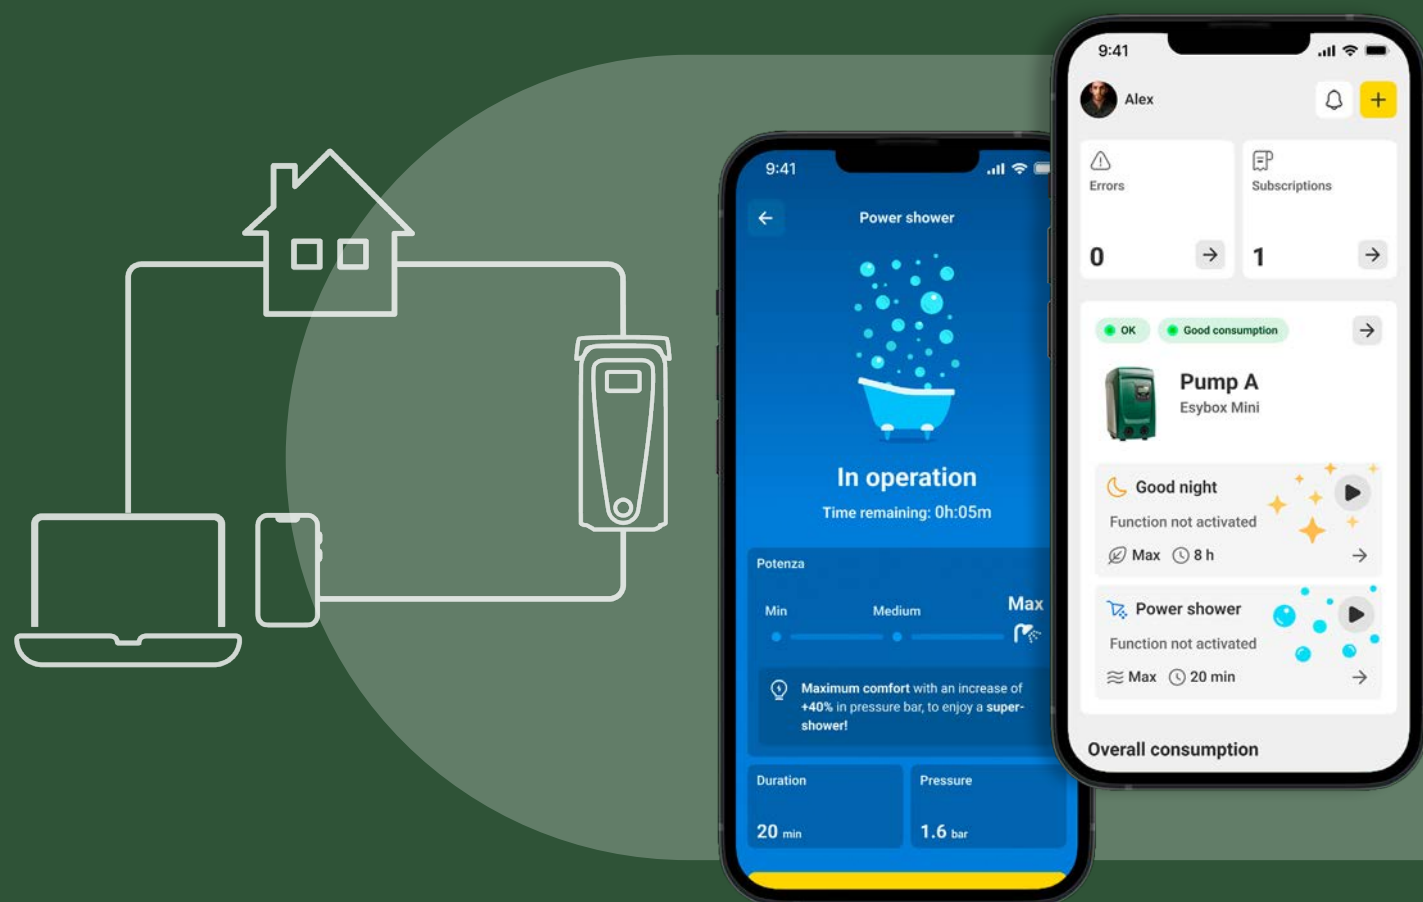 9:41
Power shower
In operation
Time remaining: 0h:05m
Potenza
Min
Medium
Max
Maximum comfort with an increase of
+40% in pressure bar, to enjoy a super-
shower!
Duration
Pressure
20 min
1.6 bar
9:41
Alex
Errors
Subscriptions
0
1
OK
Good consumption
Pump A
Esybox Mini
Good night
Function not activated
Max
8 h
Power shower
Function not activated
Max
20 min
Overall consumption